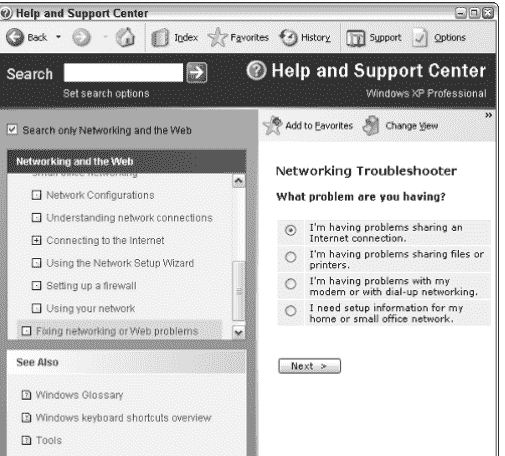 Help and Support Center
Back
Index
Favorites
History
Support
Options
Search
Set search options
Help and Support Center
Windows XP Professional
Search only Networking and the Web
Add to Favorites
Change View
»
Networking and the Web
Small office networking
Network Configurations
Understanding network connections
Connecting to the Internet
Using the Network Setup Wizard
Setting up a firewall
Using your network
Fixing networking or Web problems
See Also
Windows Glossary
Windows keyboard shortcuts overview
Tools
Networking Troubleshooter
What problem are you having?
I'm having problems sharing an
Internet connection.
I'm having problems sharing files or
printers.
I'm having problems with my
modem or with dial-up networking.
I need setup information for my
home or small office network.
Next >